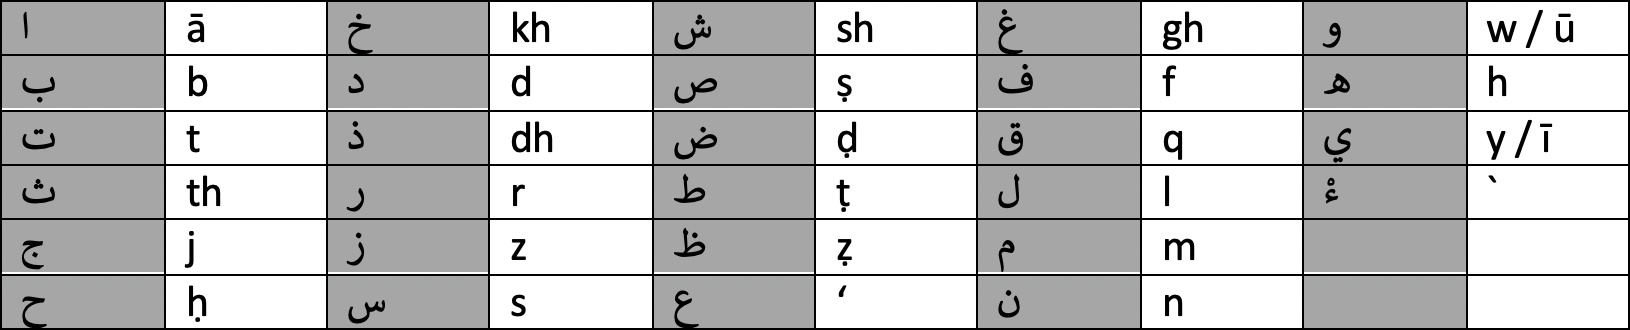 ا ā خ kh ش sh غ gh و w / ū
ب b د d ص ṣ ف f ه h
ت t ذ dh ض ḍ ق q ي y / ī
ث th ر r ط ṭ ل l ءْ `
ج j ز z ظ ẓ م m
ح ḥ س s ع ‘ ن n